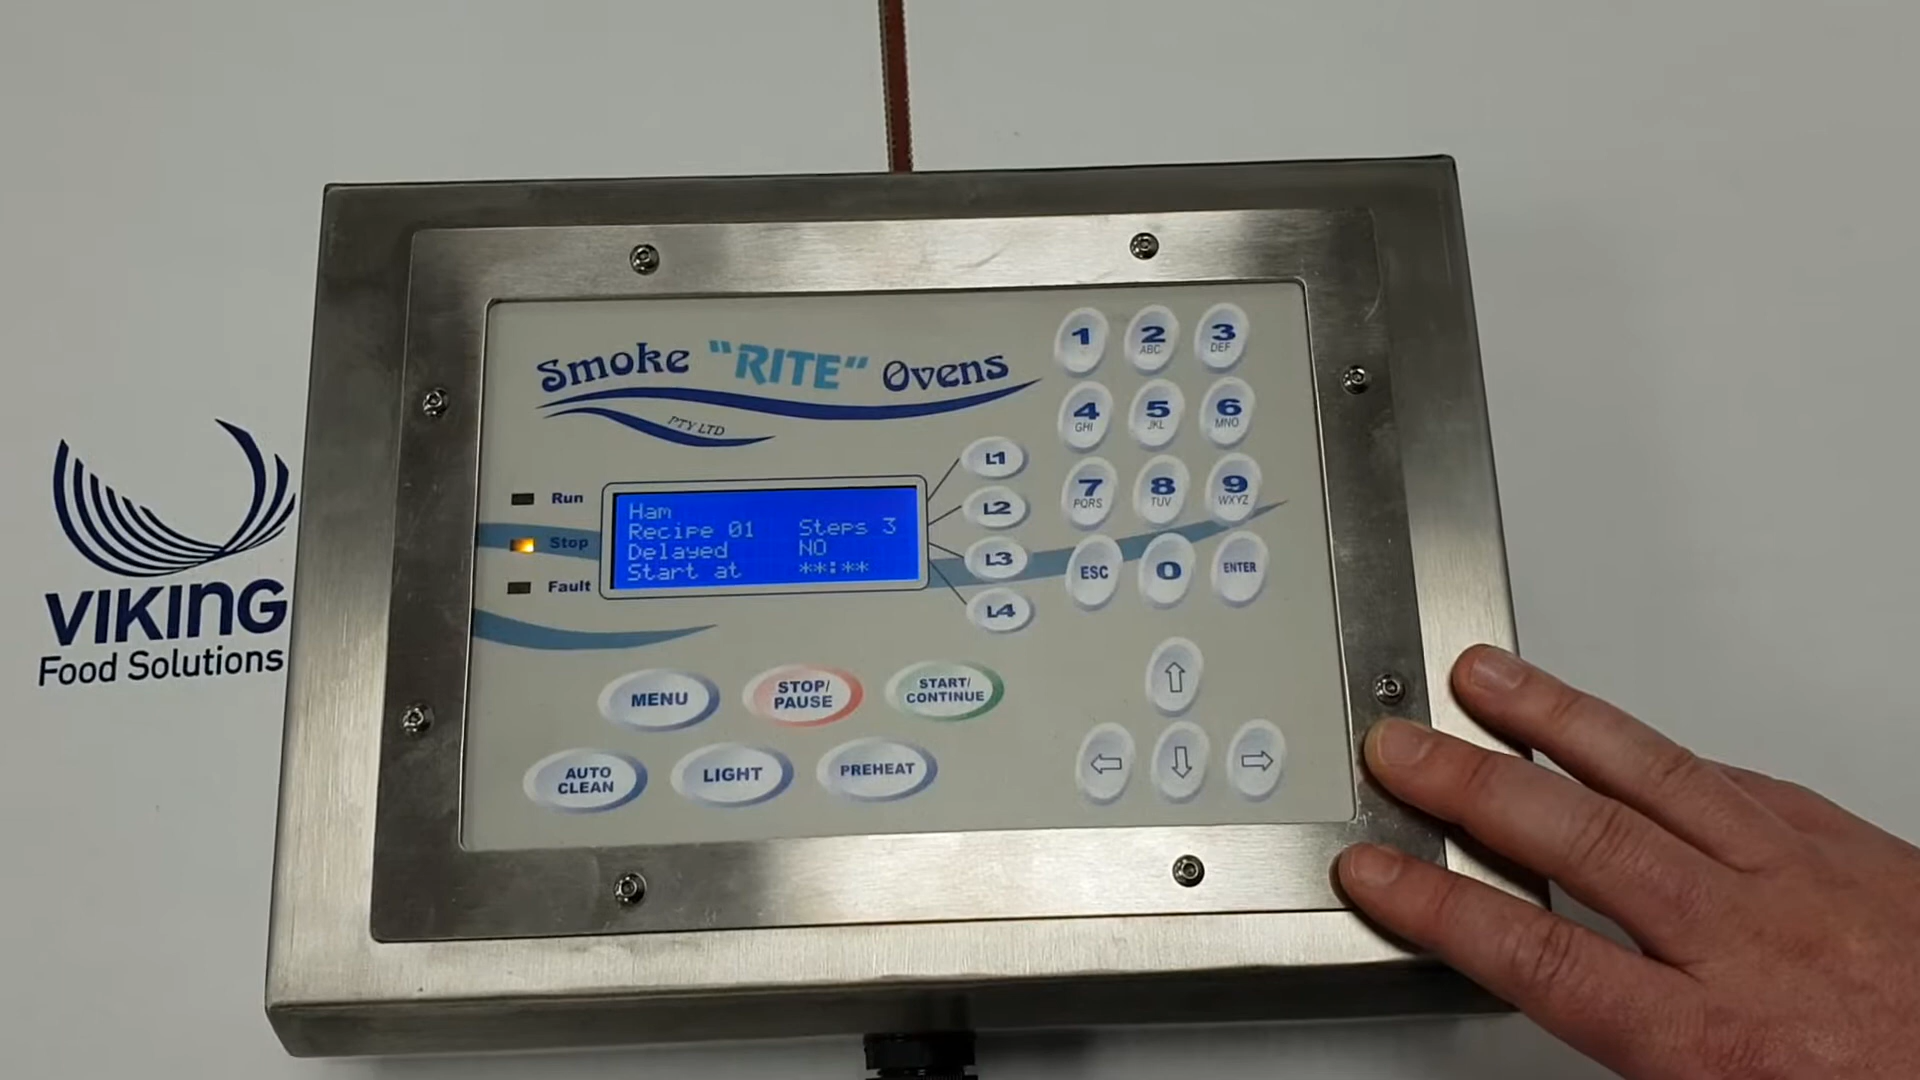 Smoke "RITE" Ovens
PTY LTD
Run
Stop
Fault
Ham
Recipe 01 Steps 3
Delayed NO
Start at **:**
L1
L2
L3
L4
1
2
ABC
3
DEF
4
GHI
5
JKL
6
MNO
7
PQRS
8
TUV
9
WXYZ
ESC
0
ENTER
MENU
STOP/
PAUSE
START/
CONTINUE
AUTO
CLEAN
LIGHT
PREHEAT
VIKING
Food Solutions